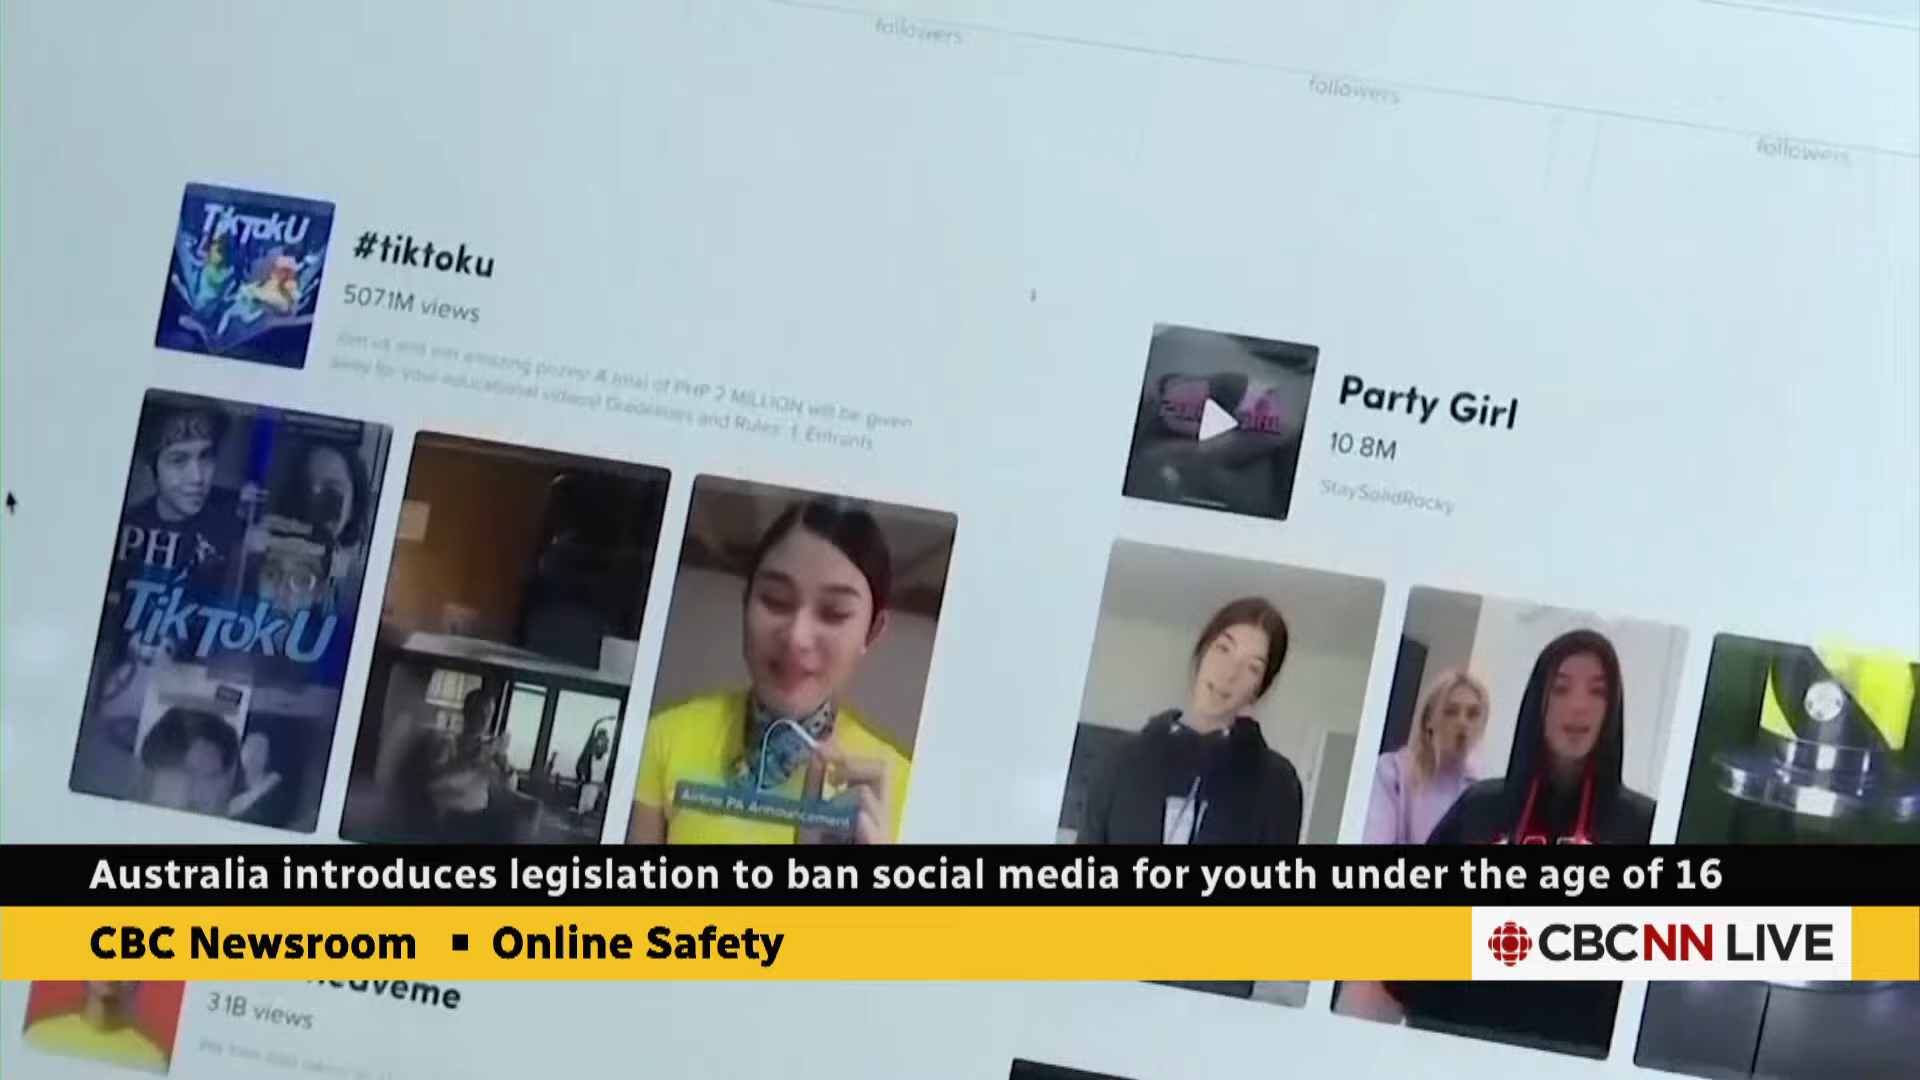 followers
followers
followers
TikTokU
#tiktoku
507.1M views
Join us and win amazing prizes! A total of PHP 2 MILLION will be given
away for your educational videos! Guidelines and Rules: 1. Entrants
Party Girl
10.8M
StaySolidRocky
PH
TikTokU
Airline PA Announcement
Australia introduces legislation to ban social media for youth under the age of 16
CBC Newsroom ▪ Online Safety
CBCNN LIVE
3.1B views